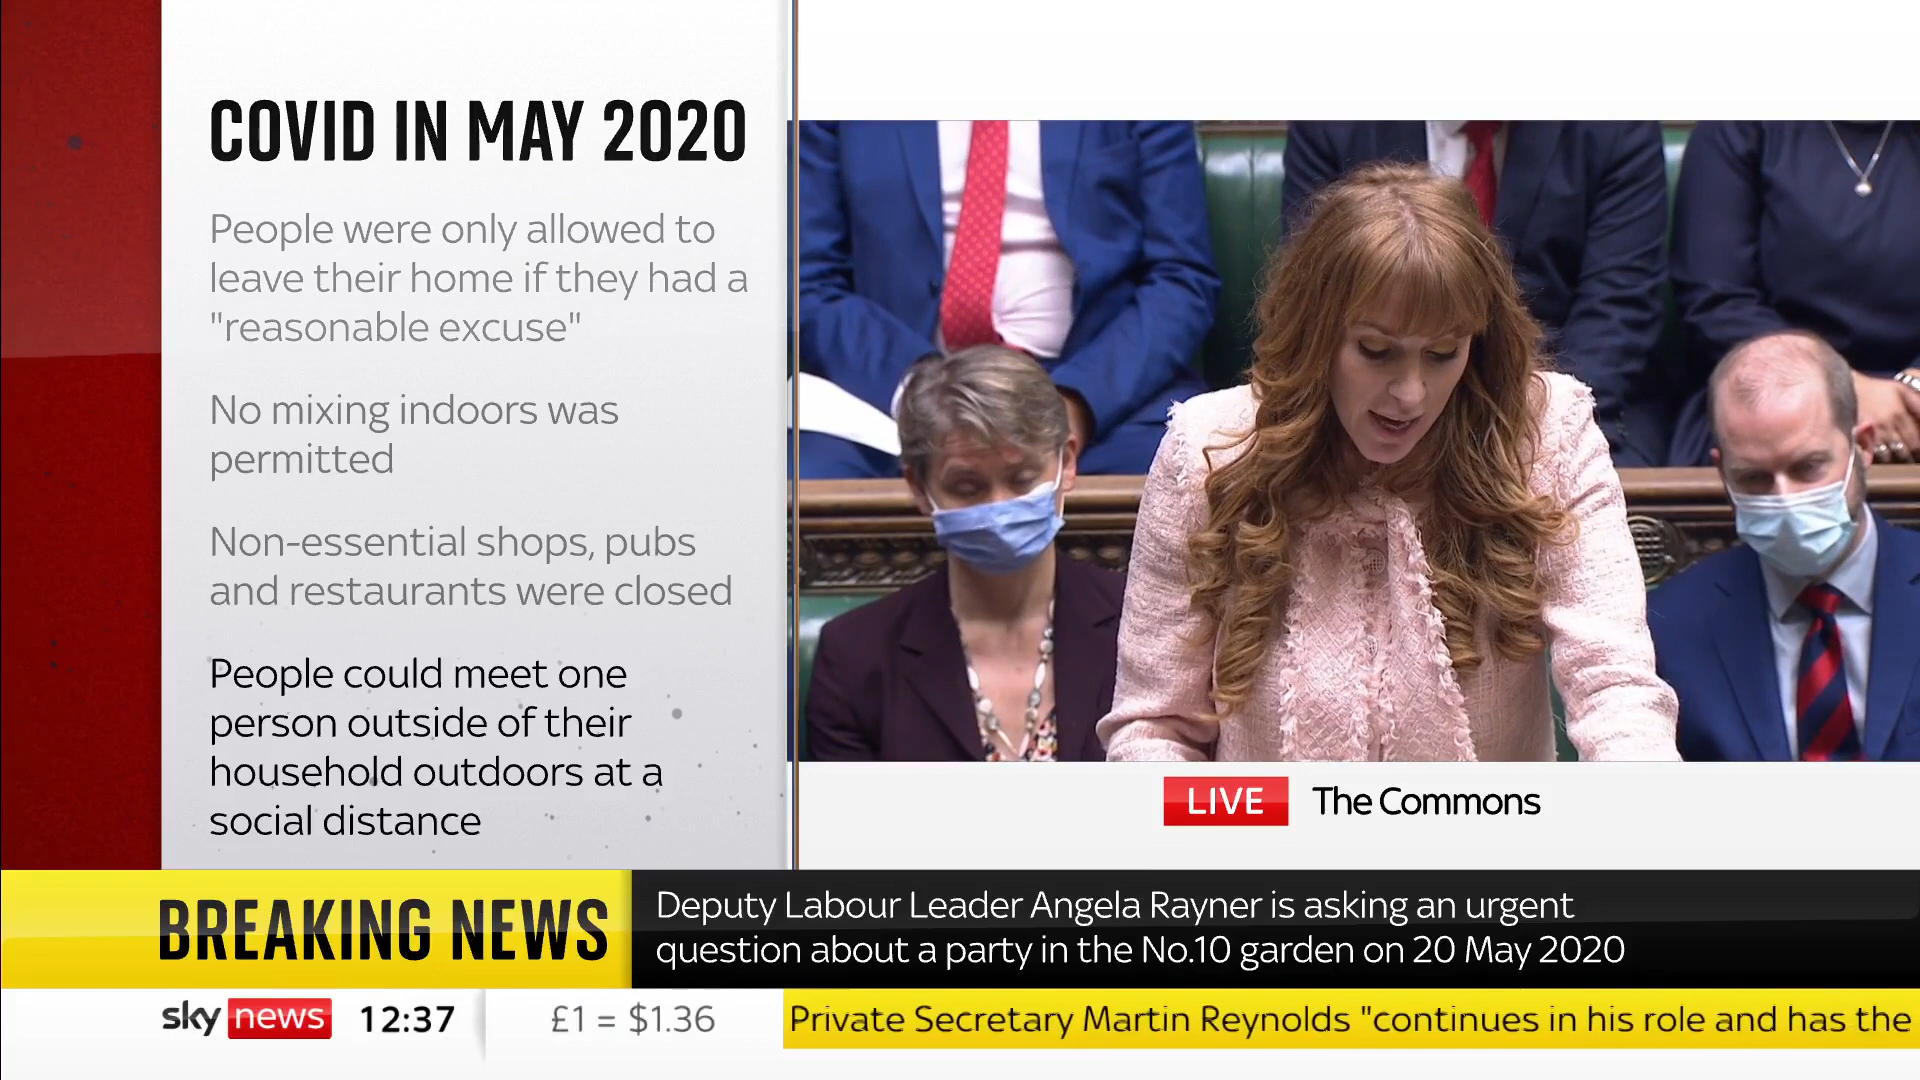 COVID IN MAY 2020
People were only allowed to
leave their home if they had a
"reasonable excuse"
No mixing indoors was
permitted
Non-essential shops, pubs
and restaurants were closed
People could meet one
person outside of their
household outdoors at a
social distance
LIVE The Commons
BREAKING NEWS
Deputy Labour Leader Angela Rayner is asking an urgent
question about a party in the No.10 garden on 20 May 2020
sky news 12:37 £1 = $1.36 Private Secretary Martin Reynolds "continues in his role and has the